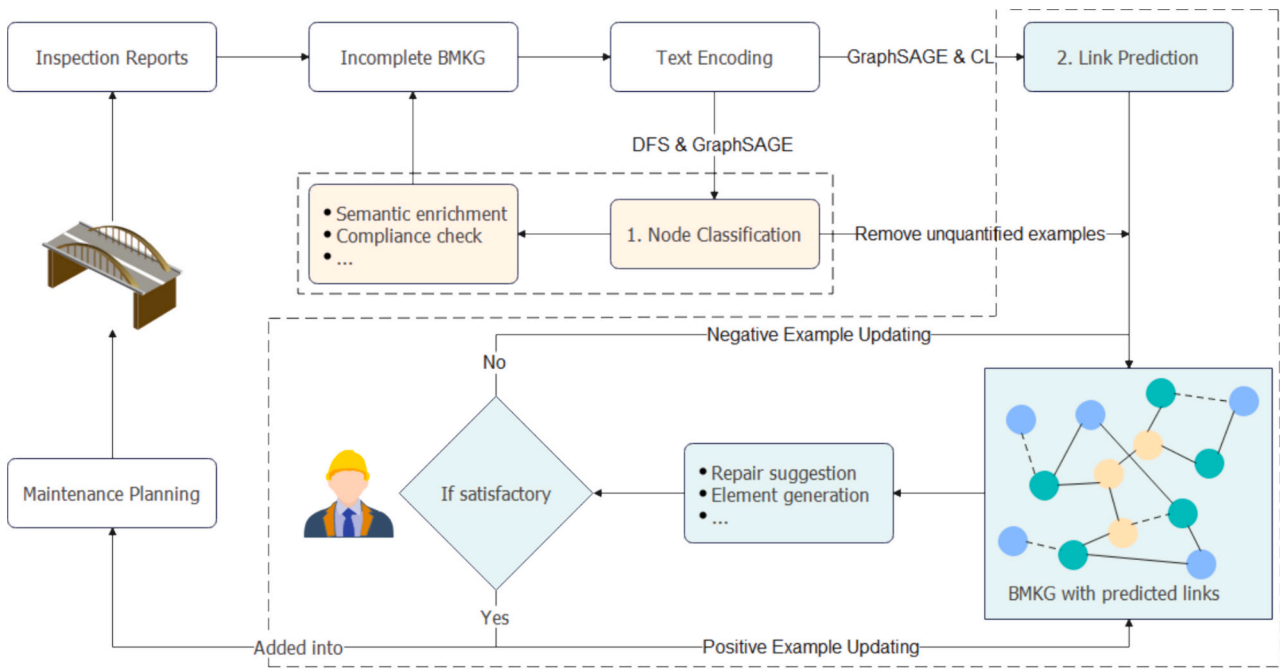 Inspection Reports
Incomplete BMKG
Text Encoding
GraphSAGE & CL
2. Link Prediction
DFS & GraphSAGE
• Semantic enrichment
• Compliance check
• ...
1. Node Classification
Remove unquantified examples
Negative Example Updating
No
Maintenance Planning
If satisfactory
• Repair suggestion
• Element generation
• ...
BMKG with predicted links
Yes
Added into
Positive Example Updating